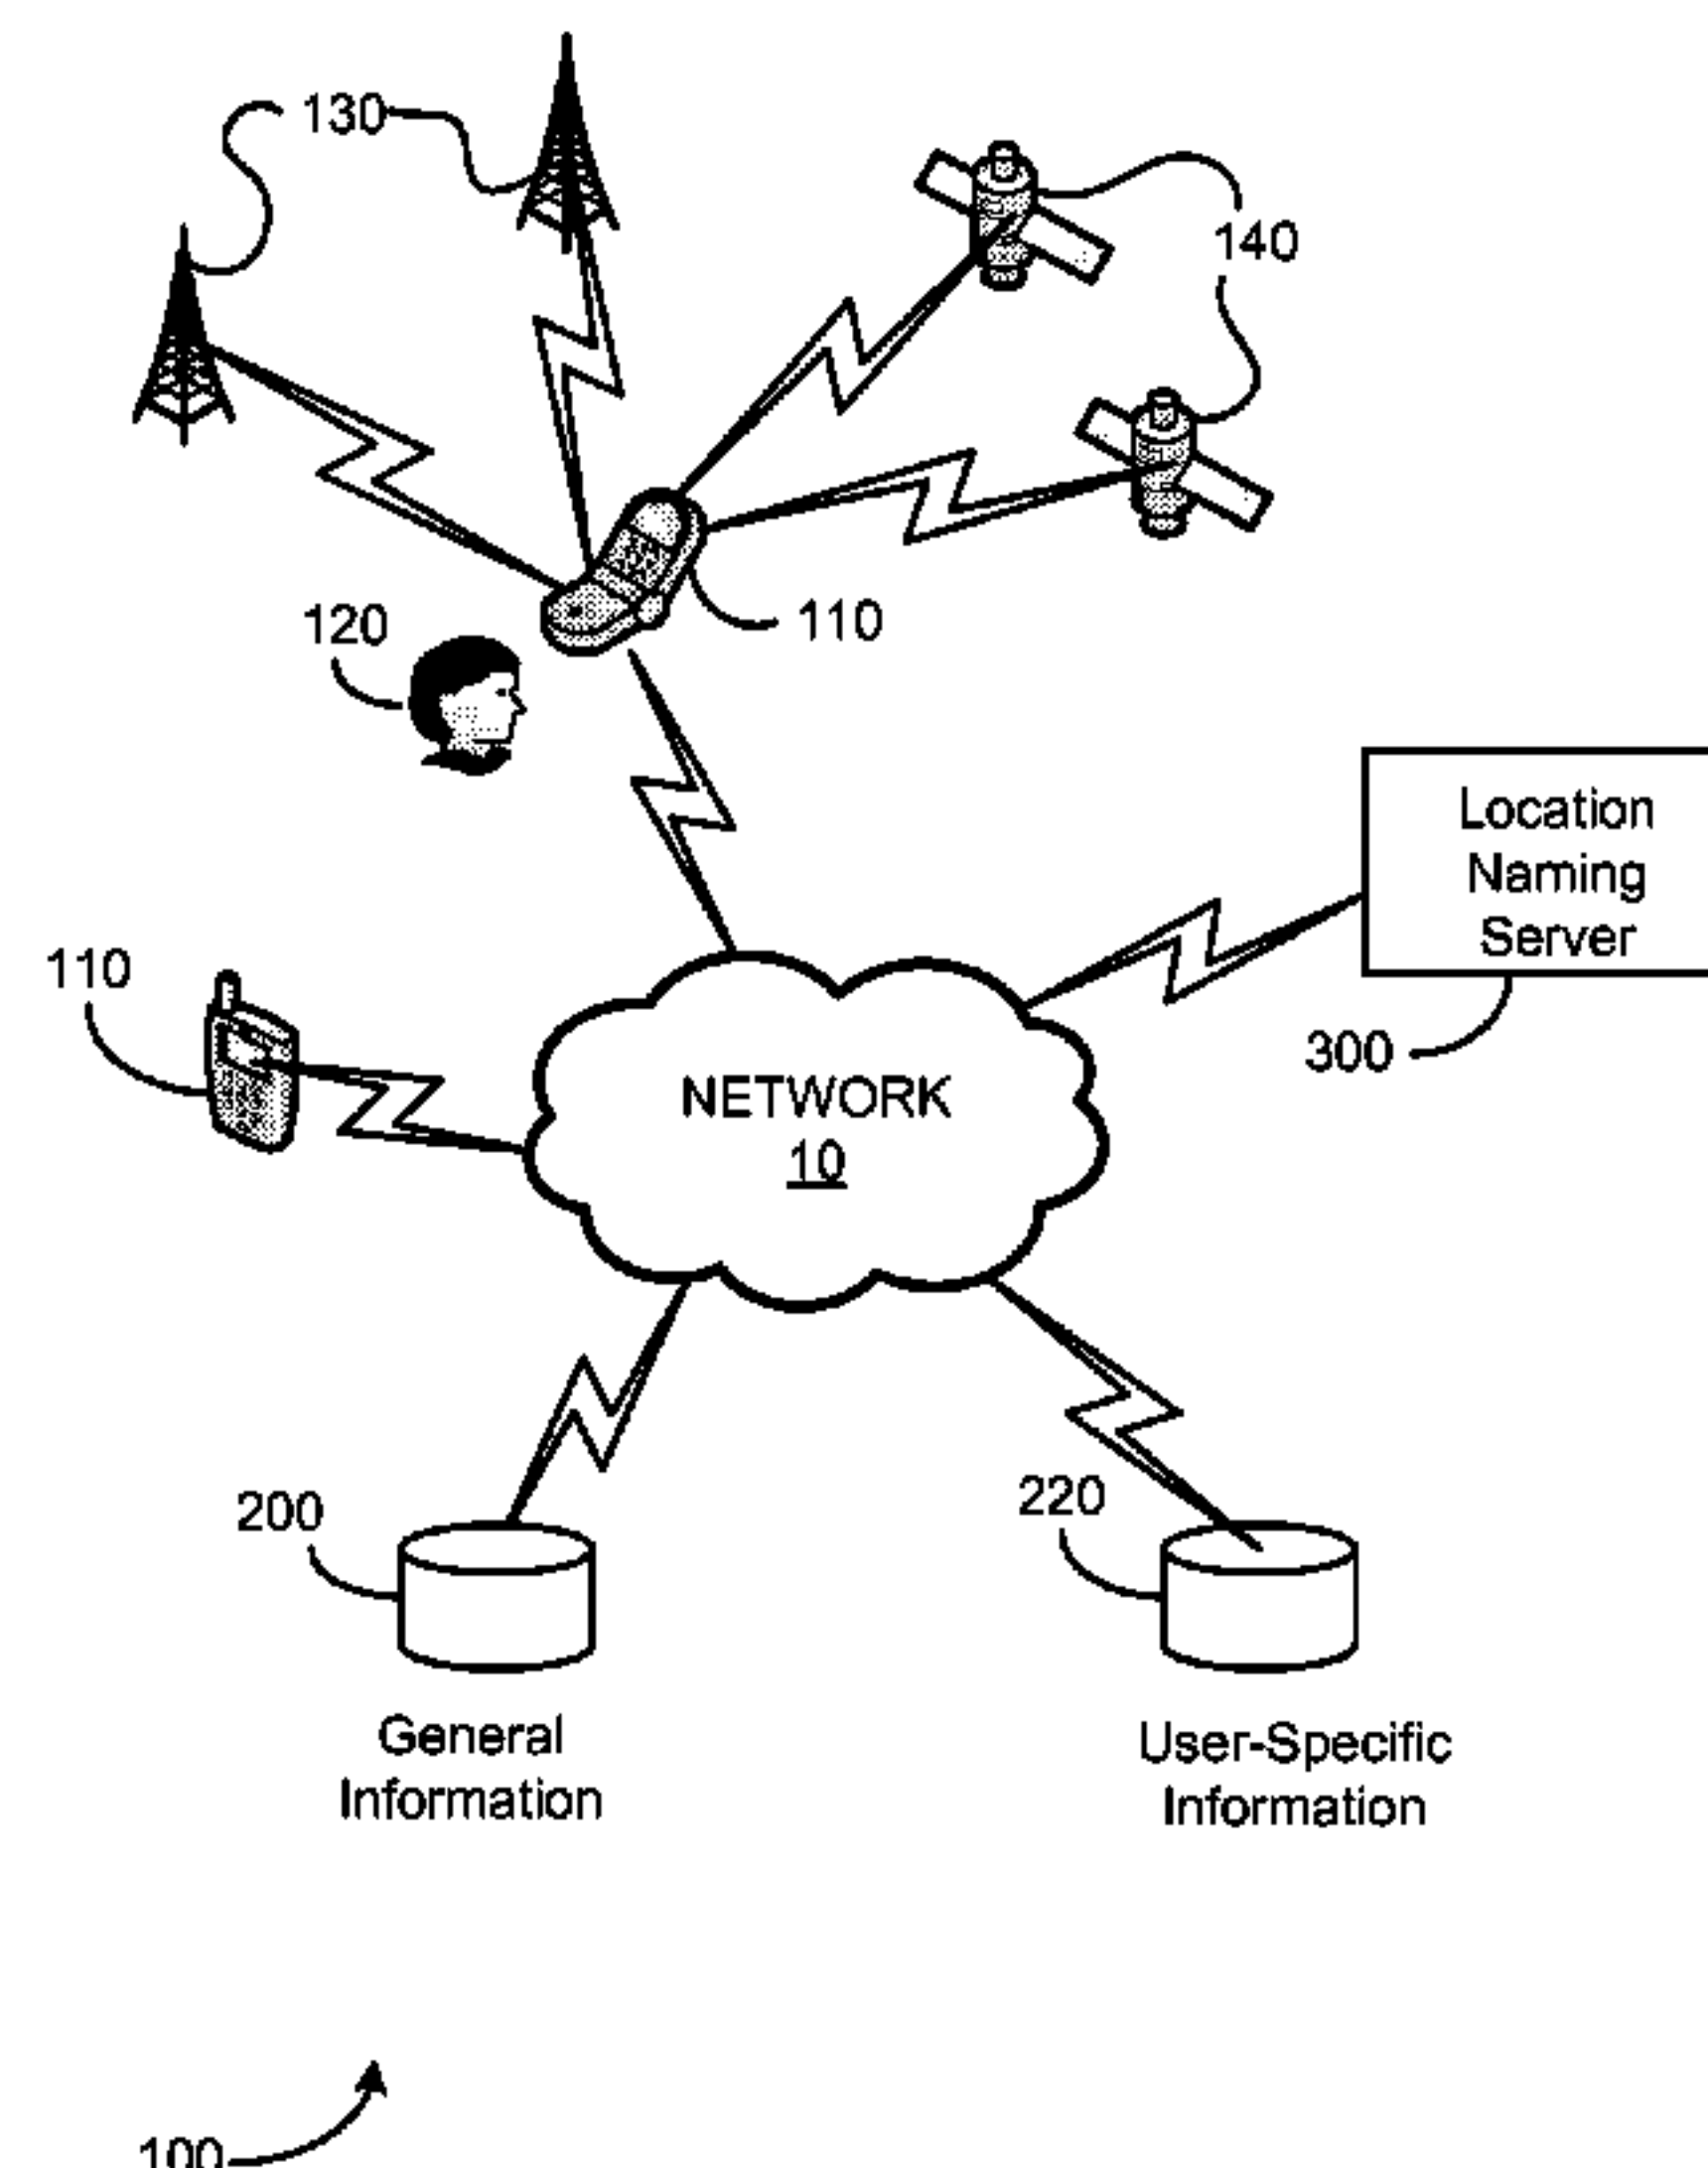 130
140
120
110
Location
Naming
Server
110
300
NETWORK
10
200
220
General
Information
User-Specific
Information
100